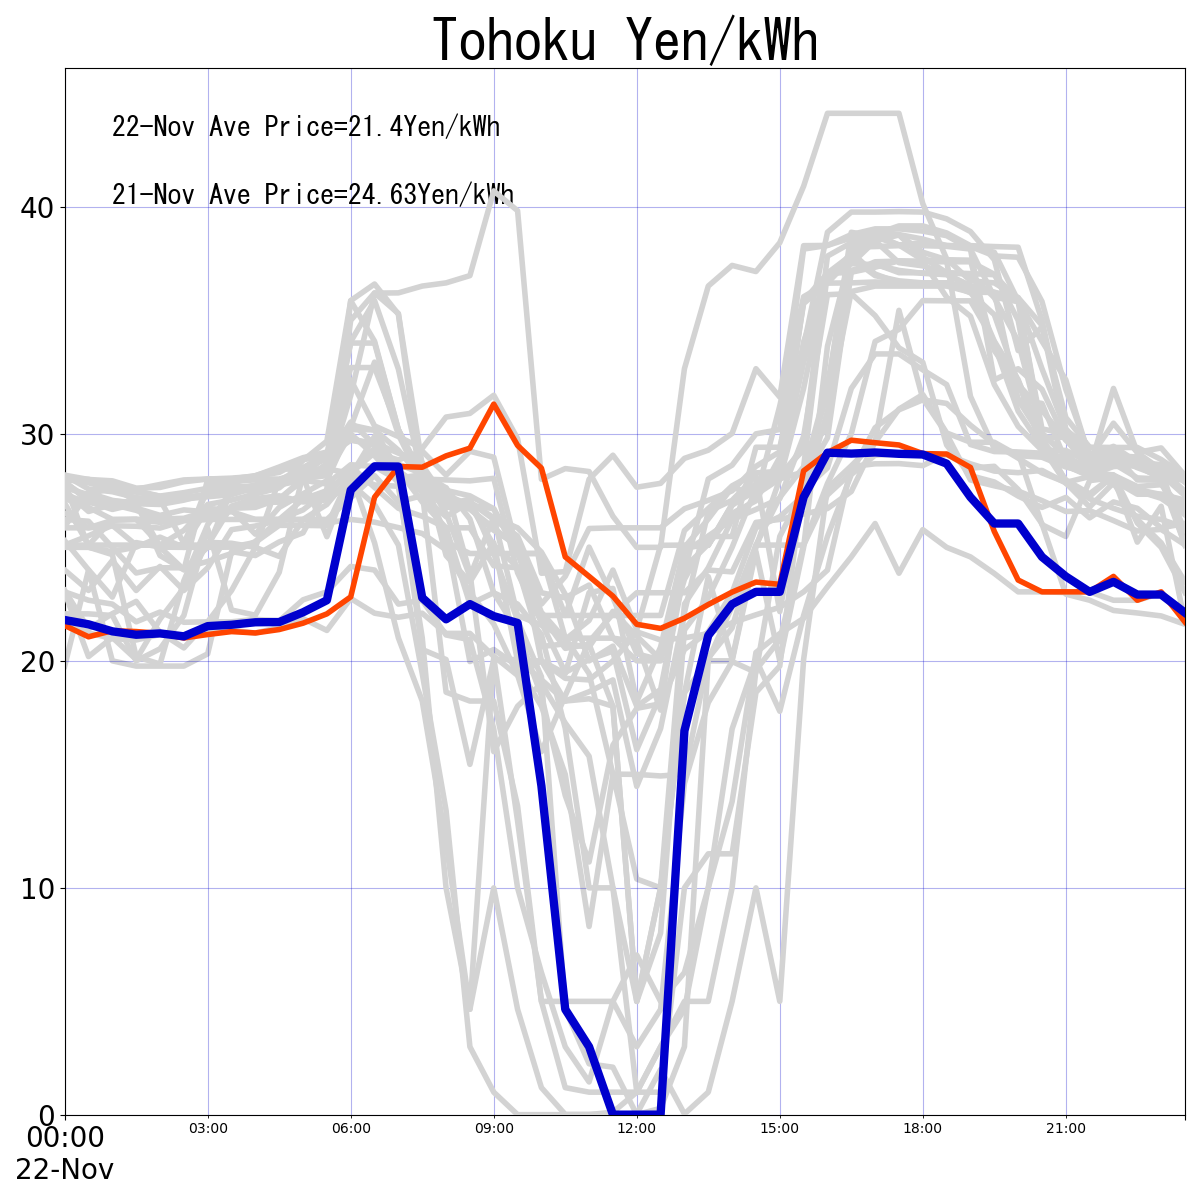 Tohoku Yen/kWh
22-Nov Ave Price=21.4Yen/kWh
21-Nov Ave Price=24.63Yen/kWh
40
30
20
10
0
00:00 03:00 06:00 09:00 12:00 15:00 18:00 21:00
22-Nov